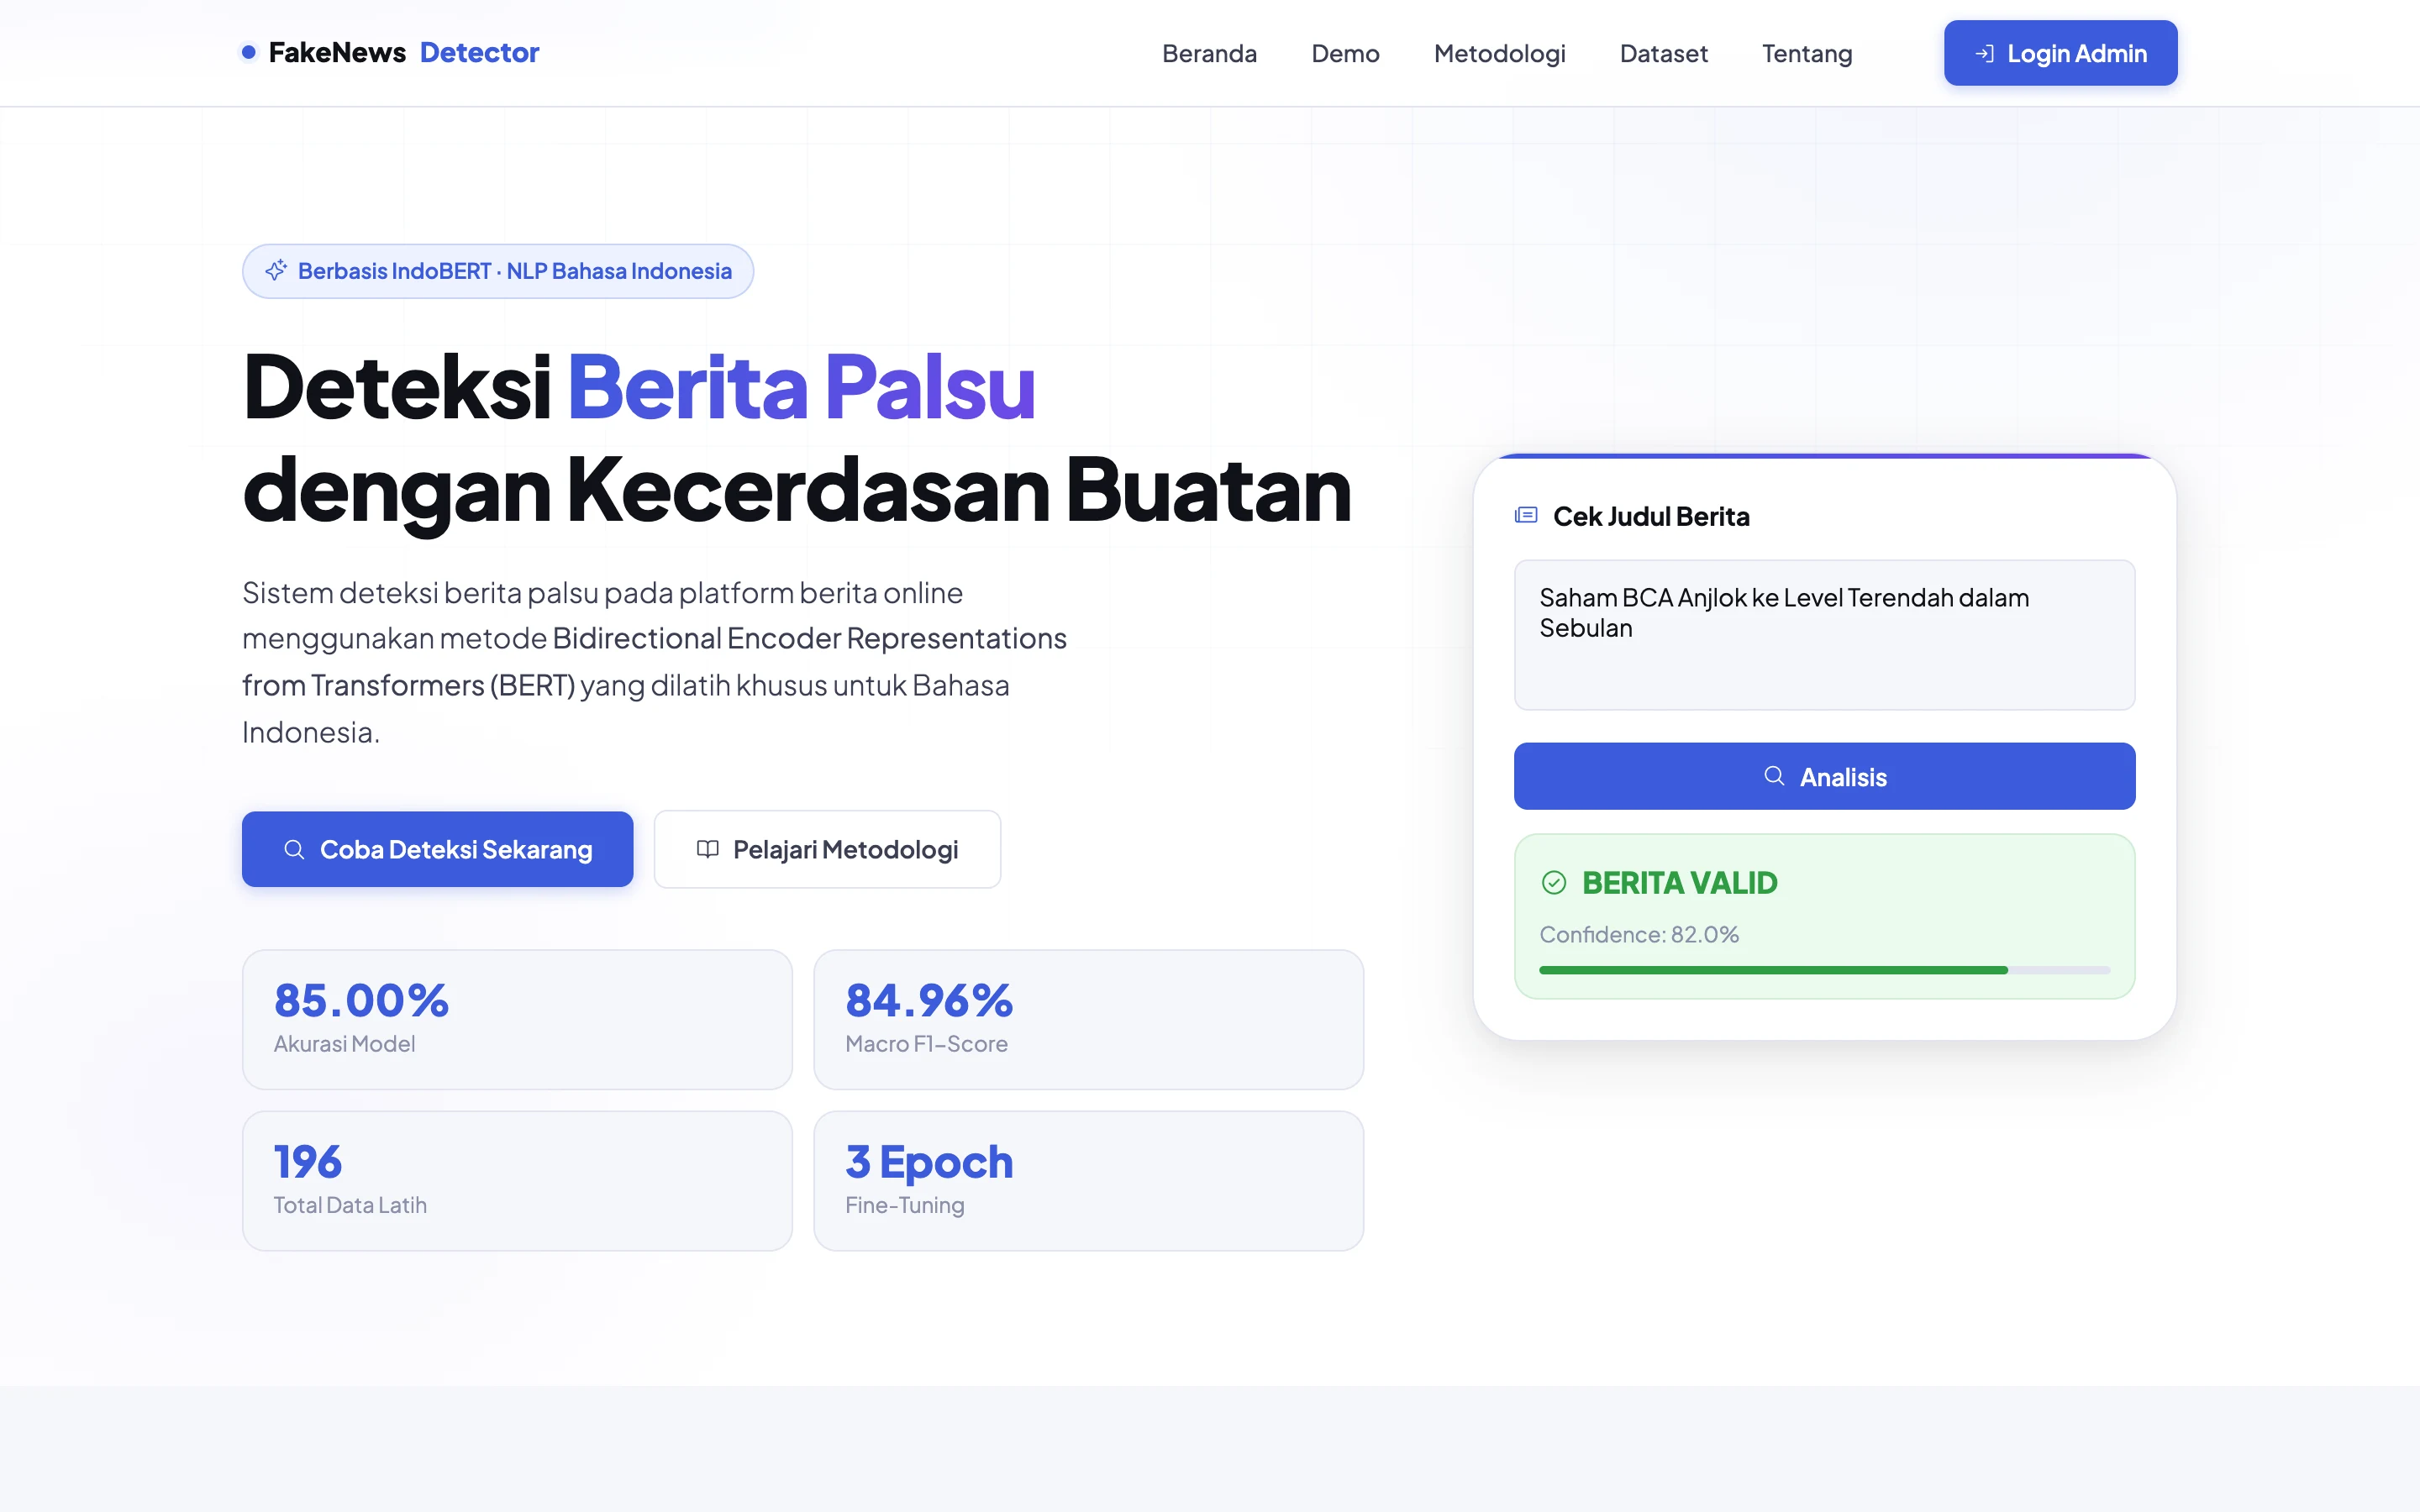 FakeNews Detector
Beranda
Demo
Metodologi
Dataset
Tentang
Login Admin
Berbasis IndoBERT · NLP Bahasa Indonesia
Deteksi Berita Palsu
dengan Kecerdasan Buatan
Sistem deteksi berita palsu pada platform berita online
menggunakan metode Bidirectional Encoder Representations
from Transformers (BERT) yang dilatih khusus untuk Bahasa
Indonesia.
Coba Deteksi Sekarang
Pelajari Metodologi
85.00%
Akurasi Model
84.96%
Macro F1–Score
196
Total Data Latih
3 Epoch
Fine-Tuning
Cek Judul Berita
Saham BCA Anjlok ke Level Terendah dalam
Sebulan
Analisis
BERITA VALID
Confidence: 82.0%